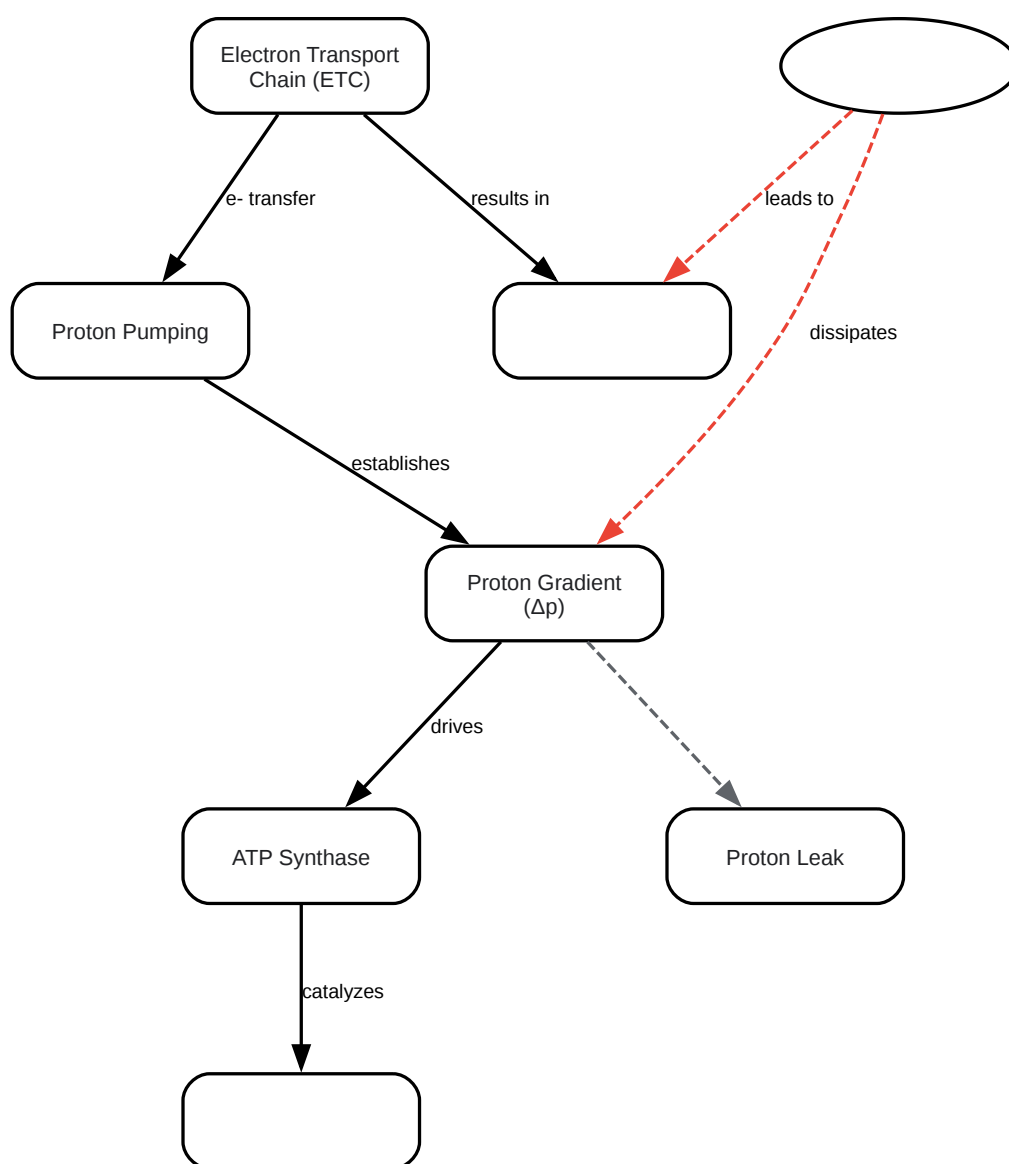 Electron Transport
Chain (ETC)
e- transfer
results in
leads to
Proton Pumping
dissipates
establishes
Proton Gradient
(Δp)
drives
ATP Synthase
Proton Leak
catalyzes